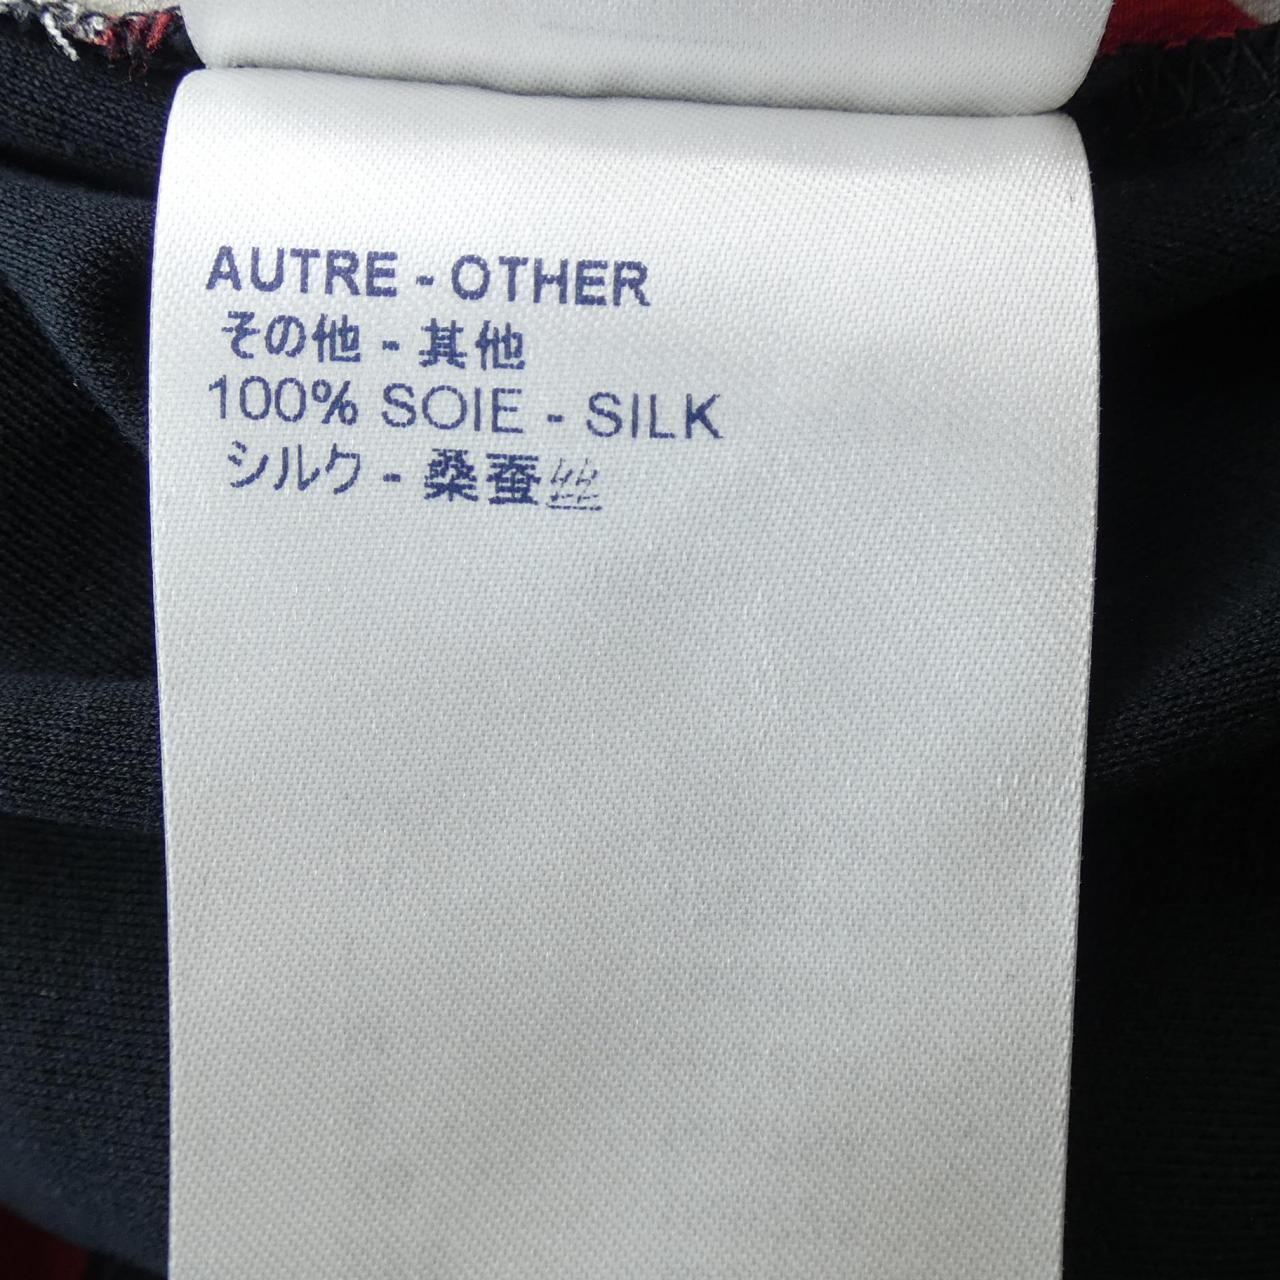 AUTRE - OTHER
その他 - 其他
100% SOIE - SILK
シルク - 桑蚕丝